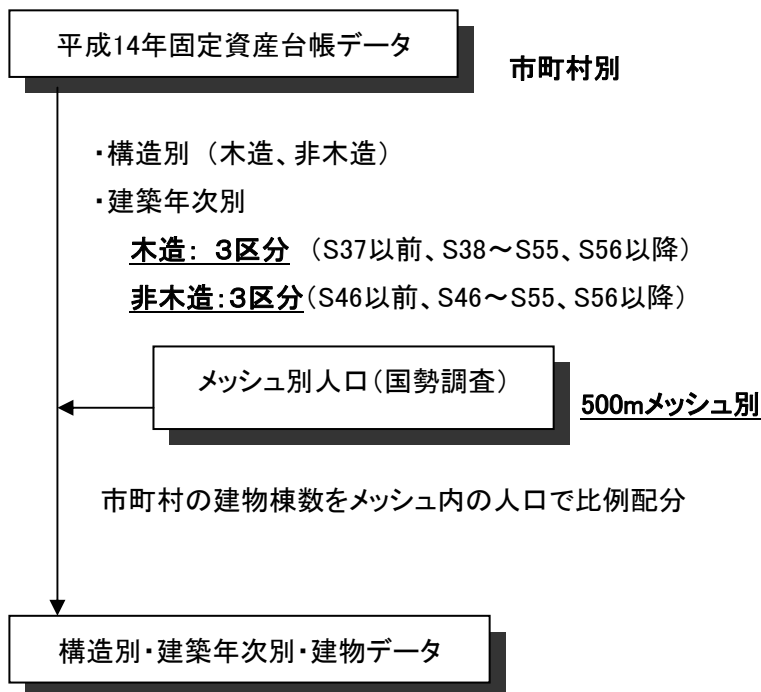 平成14年固定資産台帳データ
市町村別
・構造別 （木造、非木造）
・建築年次別
木造： ３区分 （S37以前、S38～S55、S56以降）
非木造：３区分（S46以前、S46～S55、S56以降）
メッシュ別人口（国勢調査）
500mメッシュ別
市町村の建物棟数をメッシュ内の人口で比例配分
構造別・建築年次別・建物データ